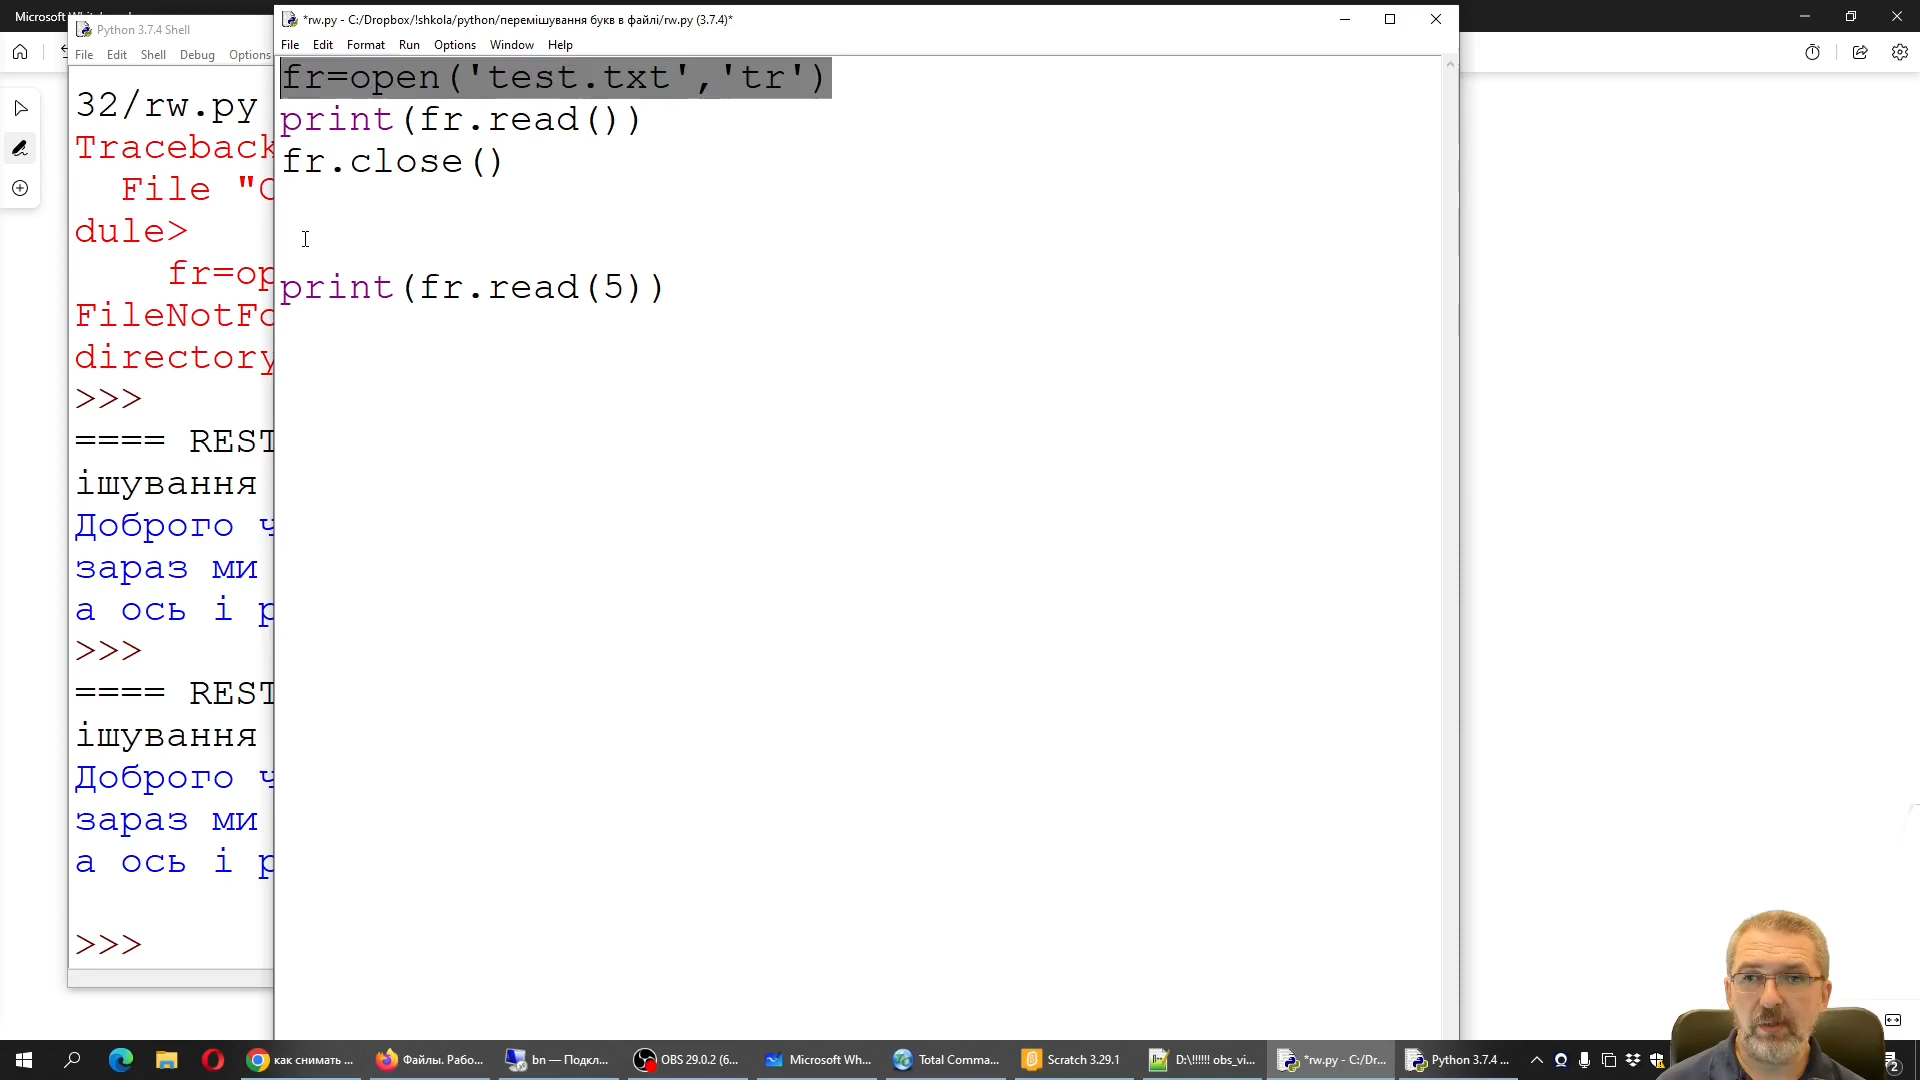 Microsoft Wh
Python 3.7.4 Shell
File Edit Shell Debug Options
32/rw.py
Traceback
File "C
dule>
fr=op
FileNotFo
directory
>>>
==== REST
ішування
Доброго ч
зараз ми
а ось і р
>>>
==== REST
ішування
Доброго ч
зараз ми
а ось і р
>>>
*rw.py - C:/Dropbox/!shkola/python/перемішування букв в файлі/rw.py (3.7.4)*
File Edit Format Run Options Window Help
fr=open('test.txt','tr')
print(fr.read())
fr.close()
print(fr.read(5))
как снимать ...
Файлы. Рабо...
bn — Подкл...
OBS 29.0.2 (6...
Microsoft Wh...
Total Comma...
Scratch 3.29.1
D:\!!!!!! obs_vi...
*rw.py - C:/Dr...
Python 3.7.4 ...
2